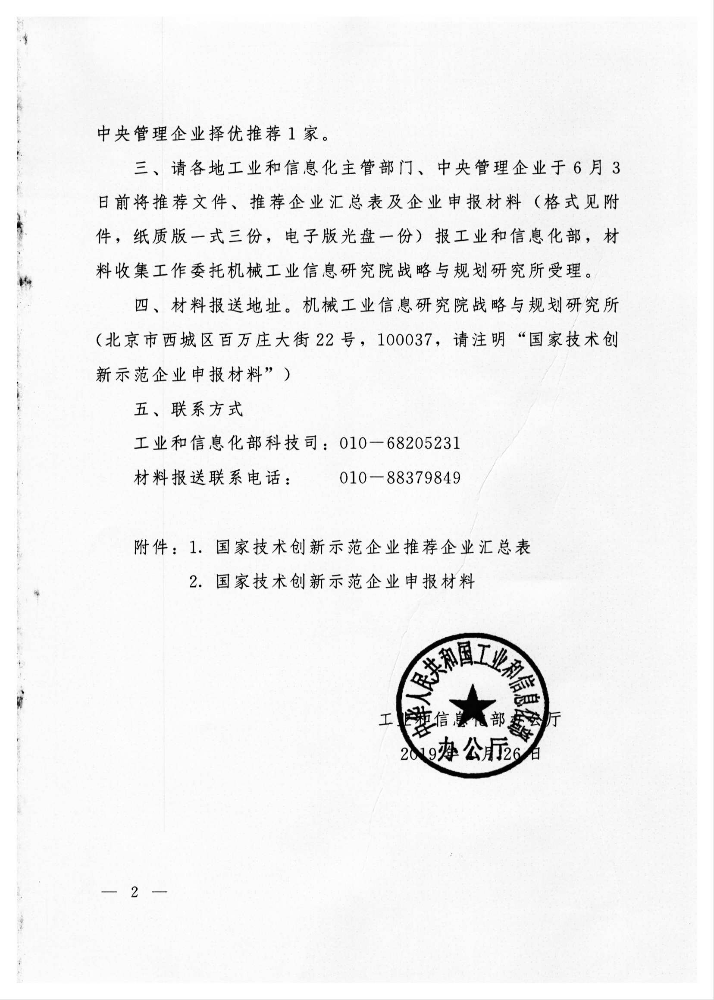 中央管理企业择优推荐1家。
三、请各地工业和信息化主管部门、中央管理企业于6月3
日前将推荐文件、推荐企业汇总表及企业申报材料（格式见附
件，纸质版一式三份，电子版光盘一份）报工业和信息化部，材
料收集工作委托机械工业信息研究院战略与规划研究所受理。
四、材料报送地址。机械工业信息研究院战略与规划研究所
（北京市西城区百万庄大街22号，100037，请注明“国家技术创
新示范企业申报材料”）
五、联系方式
工业和信息化部科技司：010—68205231
材料报送联系电话： 010—88379849
附件：1. 国家技术创新示范企业推荐企业汇总表
2. 国家技术创新示范企业申报材料
中华人民共和国工业和信息化部
工业和信息化部办公厅
办公厅
2019年 月26日
— 2 —